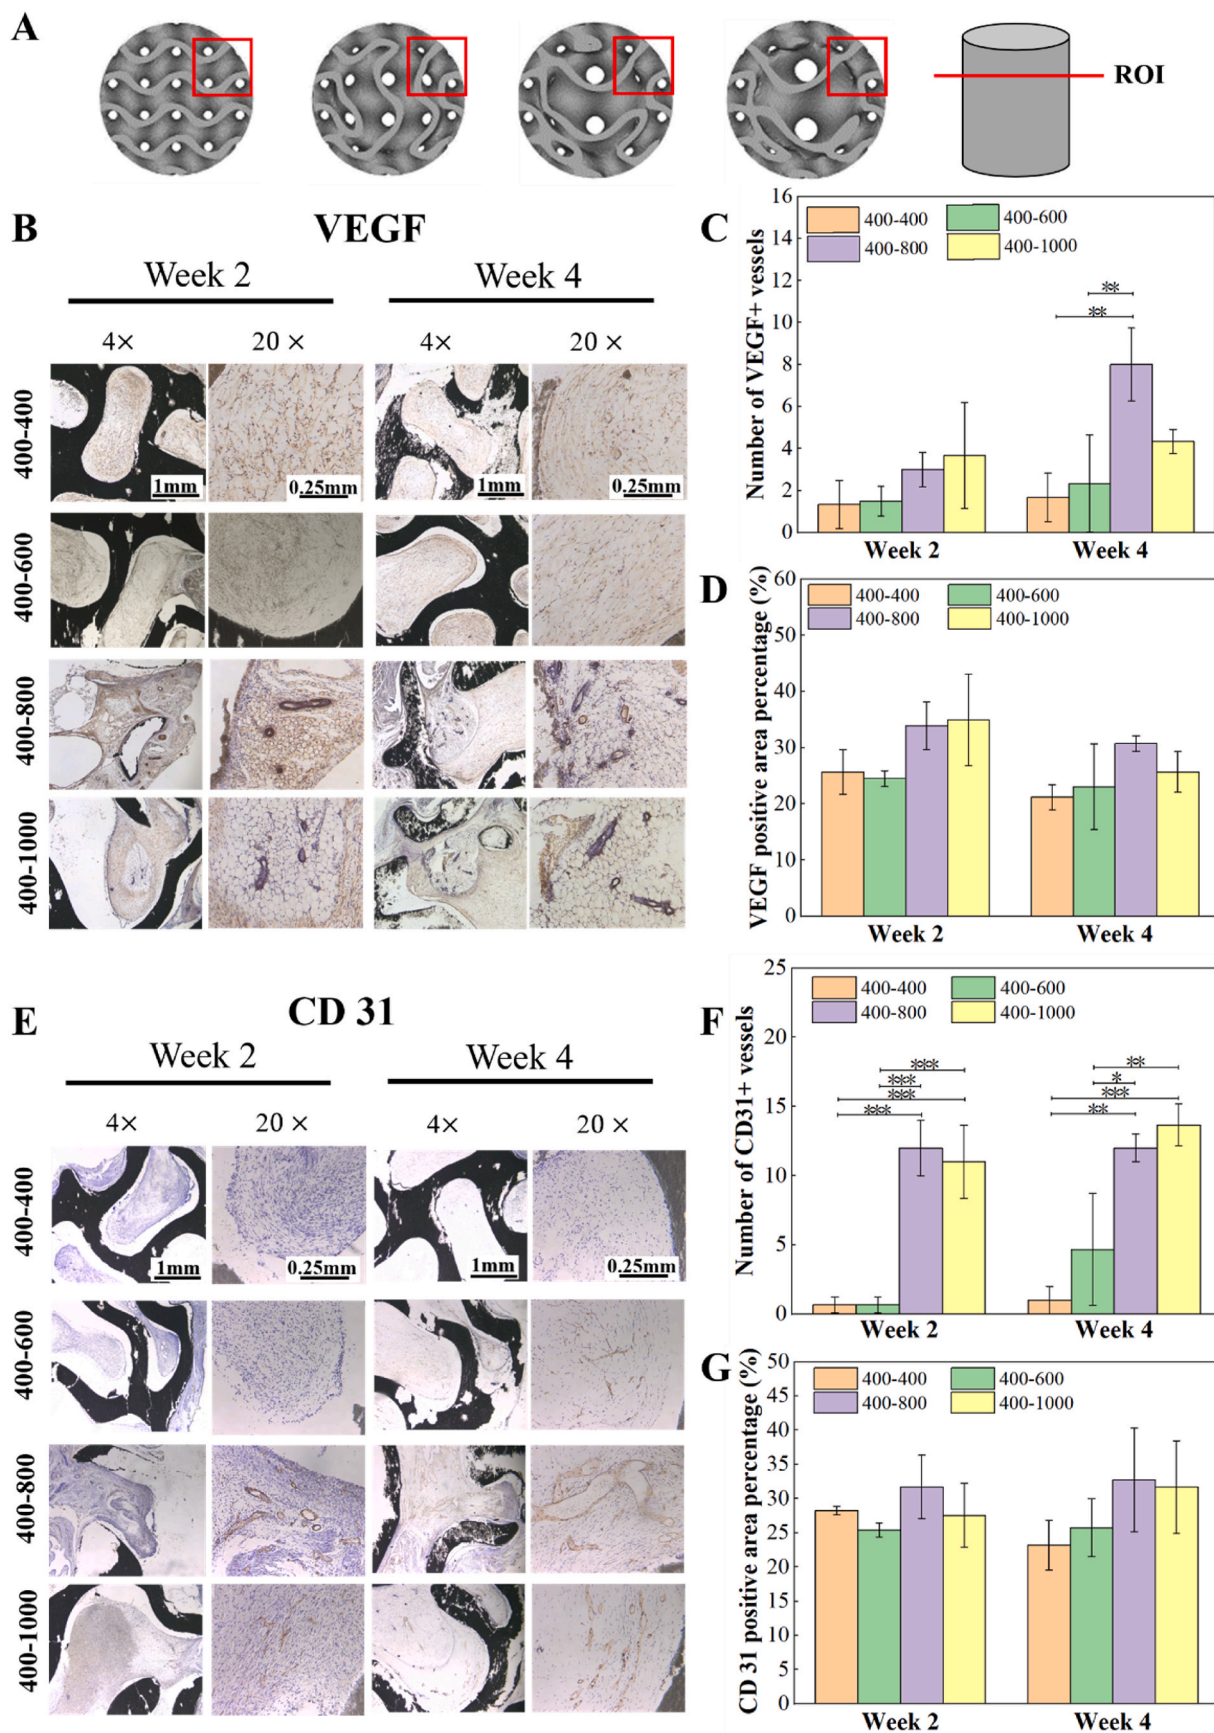 A
ROI
B
VEGF
Week 2
Week 4
4×
20 ×
4×
20 ×
400-400
1mm
0.25mm
1mm
0.25mm
400-600
400-800
400-1000
C
Number of VEGF+ vessels
16
14
12
10
8
6
4
2
0
400-400
400-600
400-800
400-1000
**
**
Week 2
Week 4
D
VEGF positive area percentage (%)
60
50
40
30
20
10
0
400-400
400-600
400-800
400-1000
Week 2
Week 4
E
CD 31
Week 2
Week 4
4×
20 ×
4×
20 ×
400-400
1mm
0.25mm
1mm
0.25mm
400-600
400-800
400-1000
F
Number of CD31+ vessels
25
20
15
10
5
0
400-400
400-600
400-800
400-1000
***
***
***
***
**
*
***
**
Week 2
Week 4
G
CD 31 positive area percentage (%)
50
45
40
35
30
25
20
15
10
5
0
400-400
400-600
400-800
400-1000
Week 2
Week 4